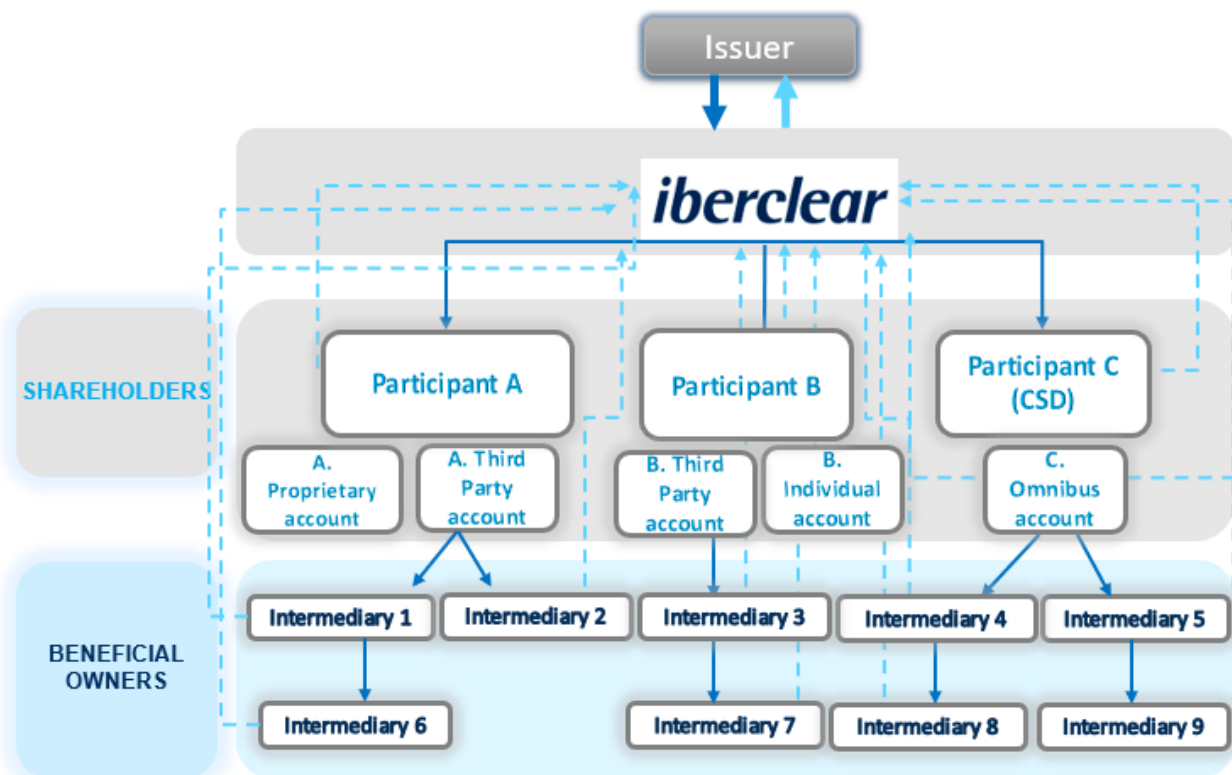 Issuer
iberclear
SHAREHOLDERS
Participant A
Participant B
Participant C
(CSD)
A.
Proprietary
account
A. Third
Party
account
B. Third
Party
account
B.
Individual
account
C.
Omnibus
account
BENEFICIAL
OWNERS
Intermediary 1
Intermediary 2
Intermediary 3
Intermediary 4
Intermediary 5
Intermediary 6
Intermediary 7
Intermediary 8
Intermediary 9